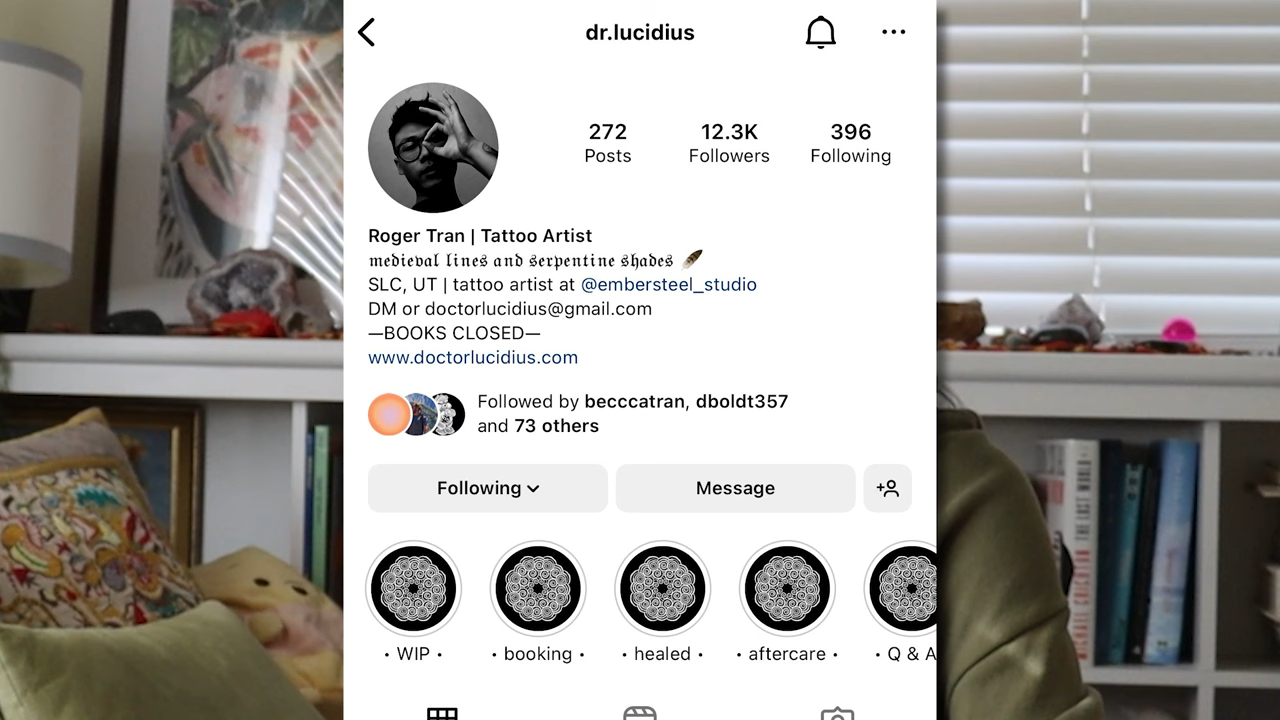 dr.lucidius
272
Posts
12.3K
Followers
396
Following
Roger Tran | Tattoo Artist
𝔪𝔢𝔡𝔦𝔢𝔳𝔞𝔩 𝔩𝔦𝔫𝔢𝔰 𝔞𝔫𝔡 𝔰𝔢𝔯𝔭𝔢𝔫𝔱𝔦𝔫𝔢 𝔰𝔥𝔞𝔡𝔢𝔰 🪶
SLC, UT | tattoo artist at @embersteel_studio
DM or doctorlucidius@gmail.com
—BOOKS CLOSED—
www.doctorlucidius.com
Followed by becccatran, dboldt357
and 73 others
Following
Message
• WIP •
• booking •
• healed •
• aftercare •
• Q & A